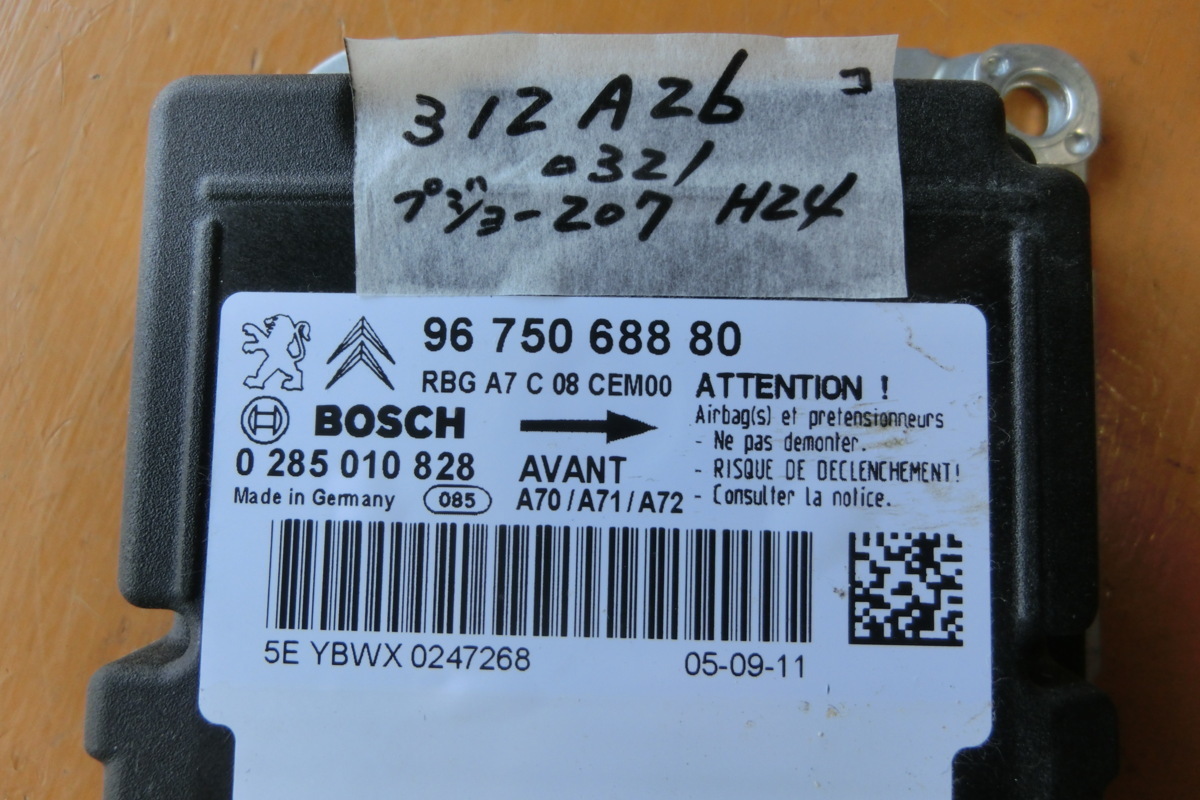 312 A26 コ
0321
プジョー207 H24
96 750 688 80
RBG A7 C 08 CEM00
ATTENTION !
Airbag(s) et pretensionneurs
- Ne pas demonter.
- RISQUE DE DECLENCHEMENT!
- Consulter la notice.
BOSCH
0 285 010 828
Made in Germany 085
AVANT
A70/A71/A72
5E YBWX 0247268 05-09-11